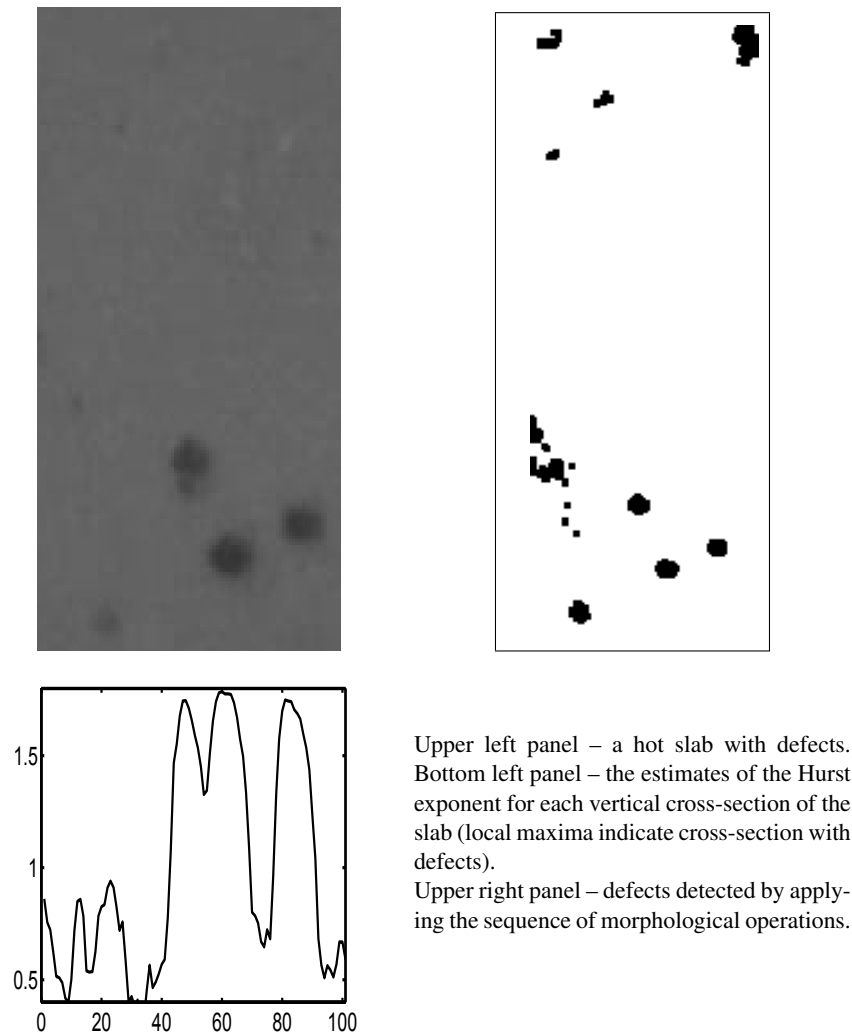 1.5
1
0.5
0 20 40 60 80 100
Upper left panel – a hot slab with defects.
Bottom left panel – the estimates of the Hurst
exponent for each vertical cross-section of the
slab (local maxima indicate cross-section with
defects).
Upper right panel – defects detected by apply-
ing the sequence of morphological operations.